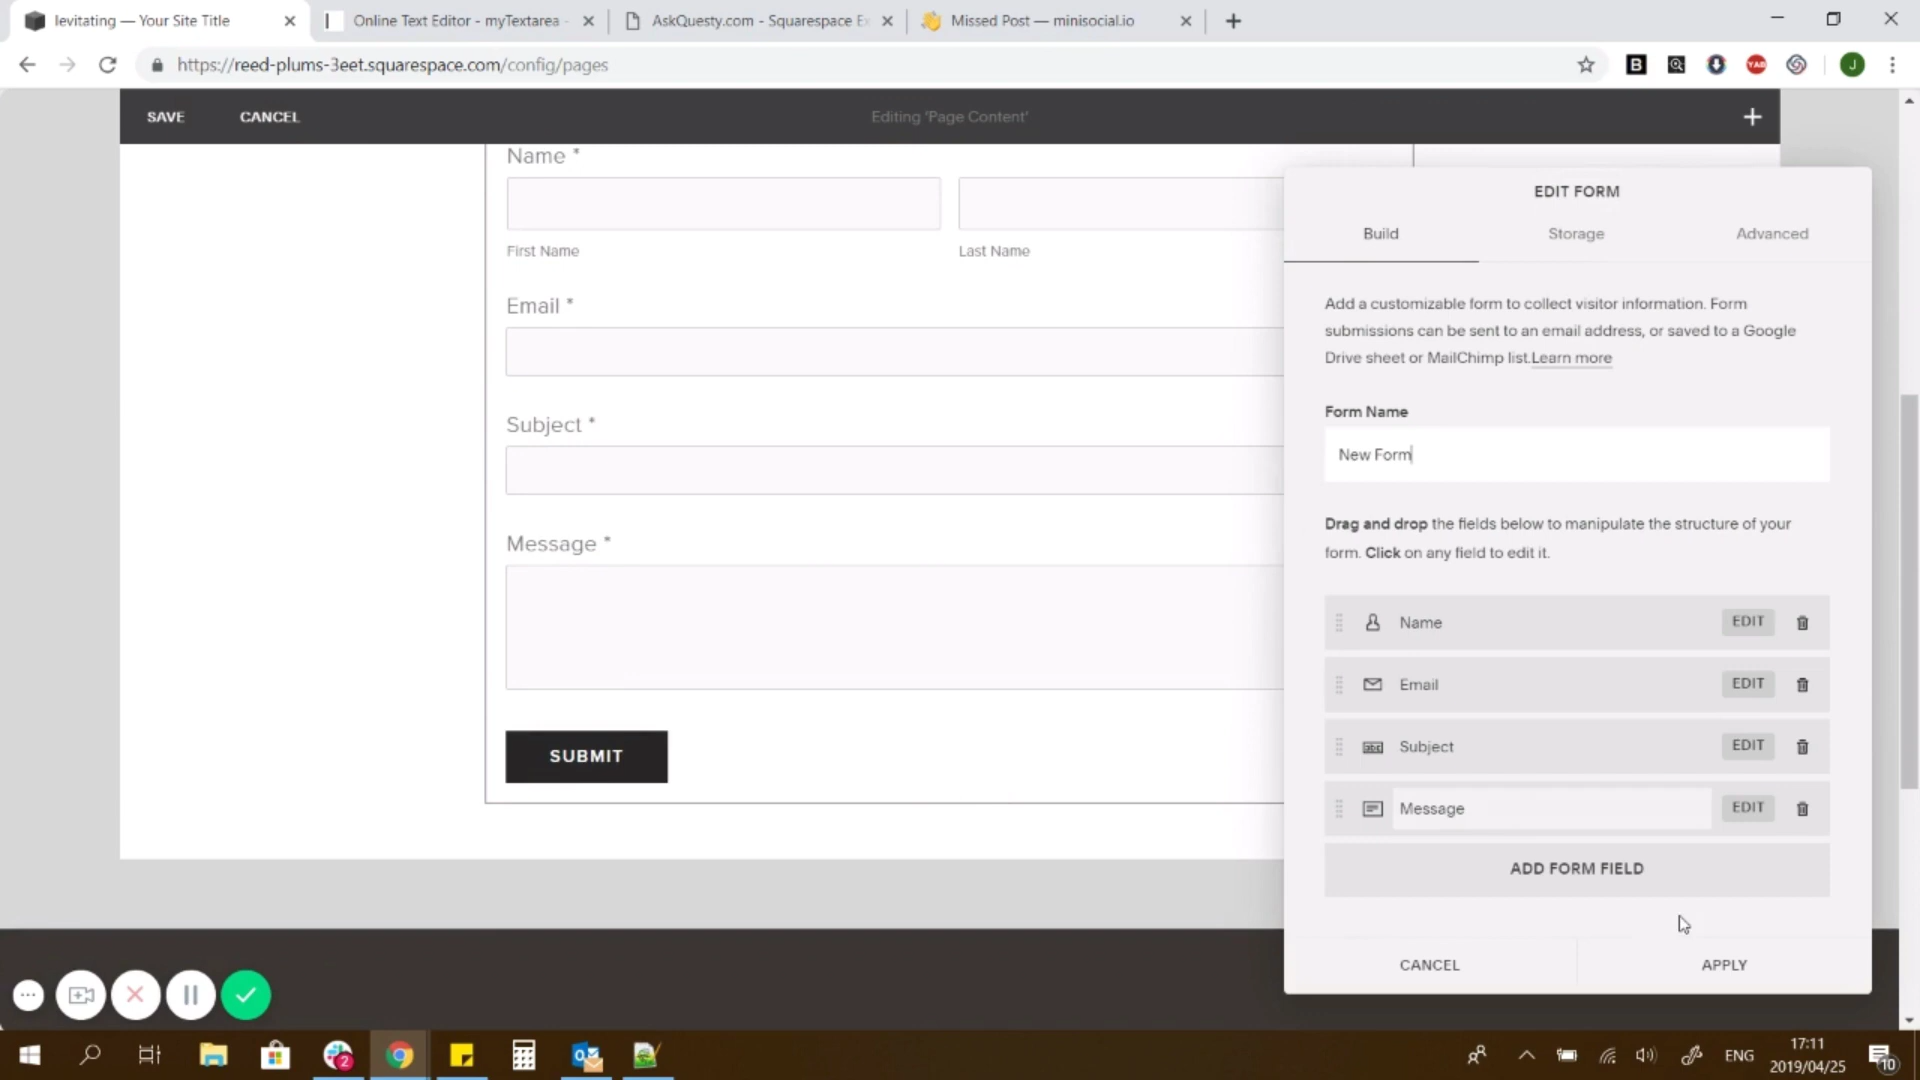 levitating — Your Site Title
Online Text Editor - myTextarea -
AskQuesty.com - Squarespace Ex
Missed Post — minisocial.io
https://reed-plums-3eet.squarespace.com/config/pages
B
YAB
J
SAVE
CANCEL
Editing 'Page Content'
Name *
First Name
Last Name
Email *
Subject *
Message *
SUBMIT
EDIT FORM
Build
Storage
Advanced
Add a customizable form to collect visitor information. Form
submissions can be sent to an email address, or saved to a Google
Drive sheet or MailChimp list.Learn more
Form Name
New Form
Drag and drop the fields below to manipulate the structure of your
form. Click on any field to edit it.
Name
EDIT
Email
EDIT
abc
Subject
EDIT
Message
EDIT
ADD FORM FIELD
CANCEL
APPLY
2
ENG
17:11
2019/04/25
10